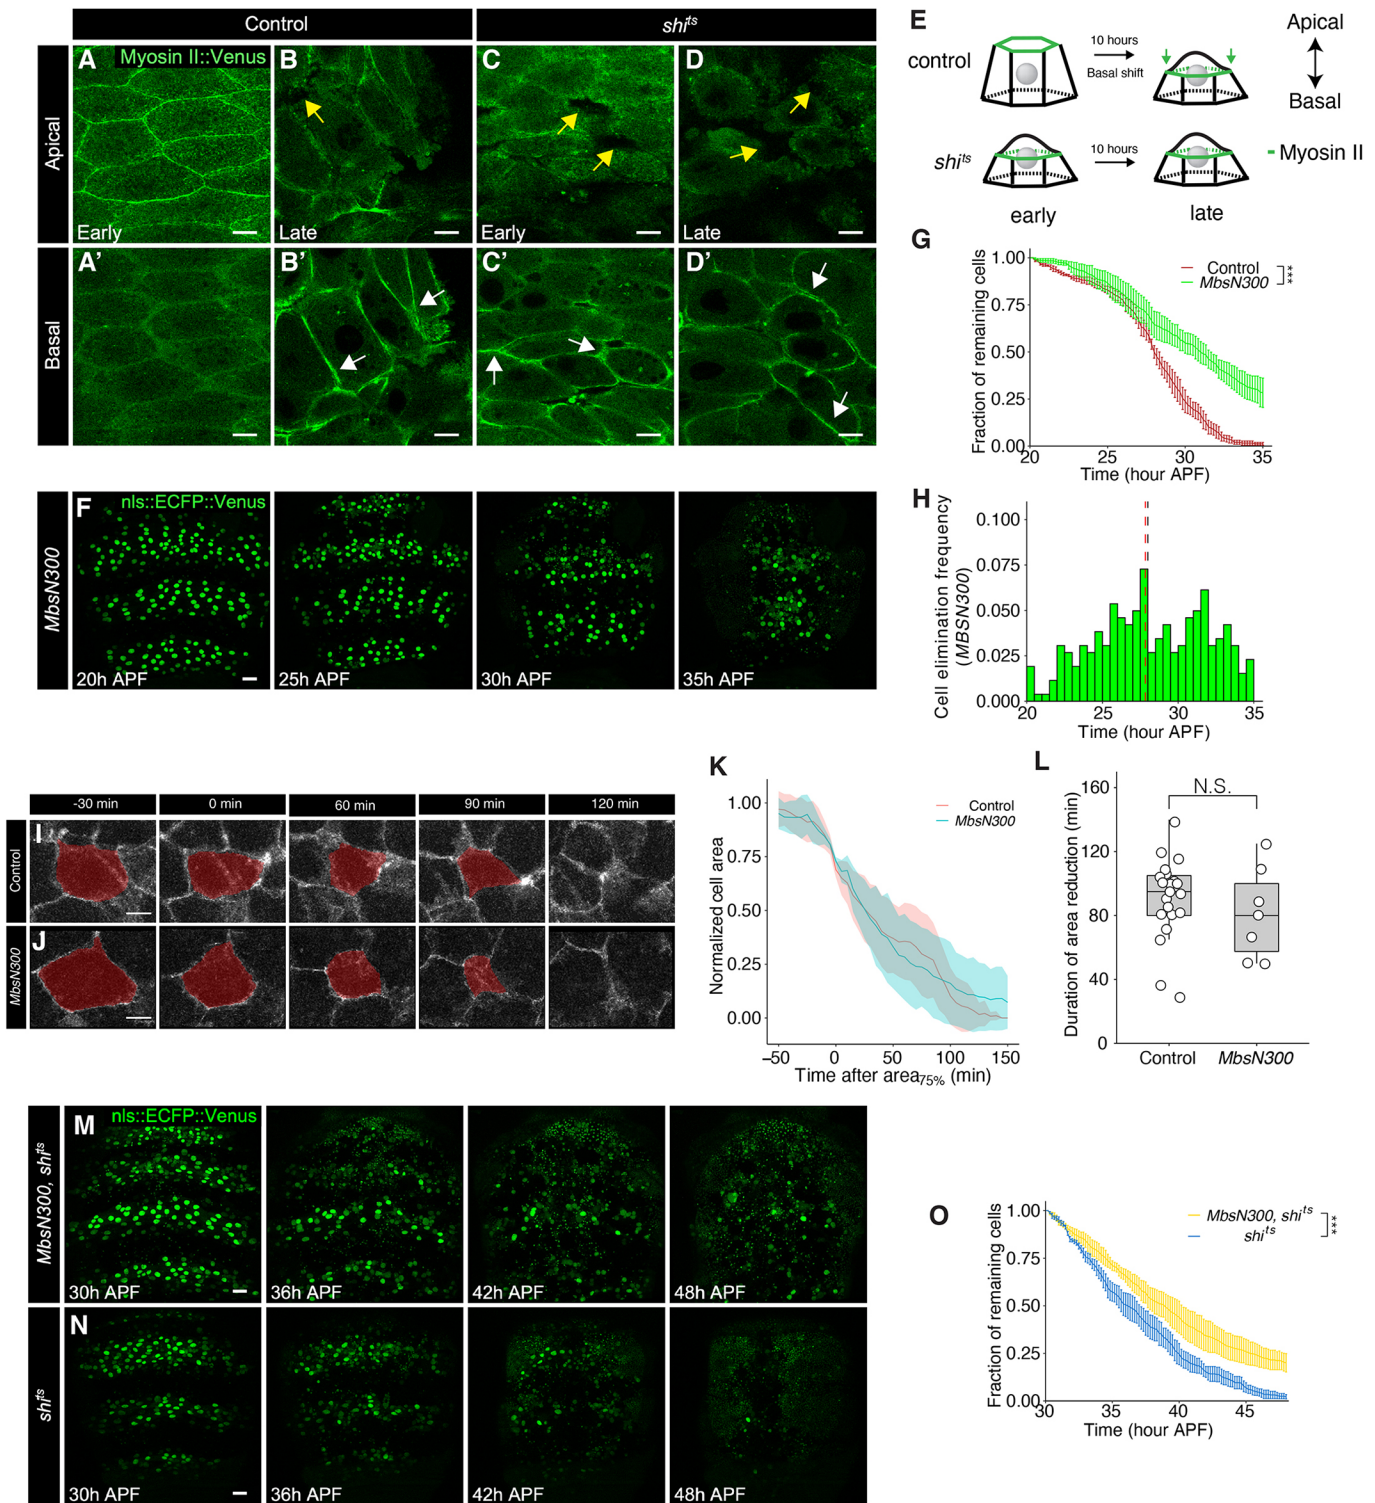 Control
shi^ts
Apical
A
Myosin II::Venus
Early
B
Late
C
Early
D
Late
Basal
A'
B'
C'
D'
E
control
10 hours
Basal shift
Apical
Basal
shi^ts
10 hours
Myosin II
early
late
F
nls::ECFP::Venus
MbsN300
20h APF
25h APF
30h APF
35h APF
G
Fraction of remaining cells
1.00
0.75
0.50
0.25
0.00
20
25
30
35
Time (hour APF)
Control
MbsN300
***
H
Cell elimination frequency
(MBSN300)
0.100
0.075
0.050
0.025
0.000
20
25
30
35
Time (hour APF)
-30 min
0 min
60 min
90 min
120 min
Control
I
MbsN300
J
K
Normalized cell area
1.00
0.75
0.50
0.25
0.00
−50
0
50
100
150
Time after area75% (min)
Control
MbsN300
L
Duration of area reduction (min)
160
120
80
40
0
N.S.
Control
MbsN300
MbsN300, shi^ts
M
nls::ECFP::Venus
30h APF
36h APF
42h APF
48h APF
shi^ts
N
30h APF
36h APF
42h APF
48h APF
O
Fraction of remaining cells
1.00
0.75
0.50
0.25
0.00
30
35
40
45
Time (hour APF)
MbsN300, shi^ts
shi^ts
***